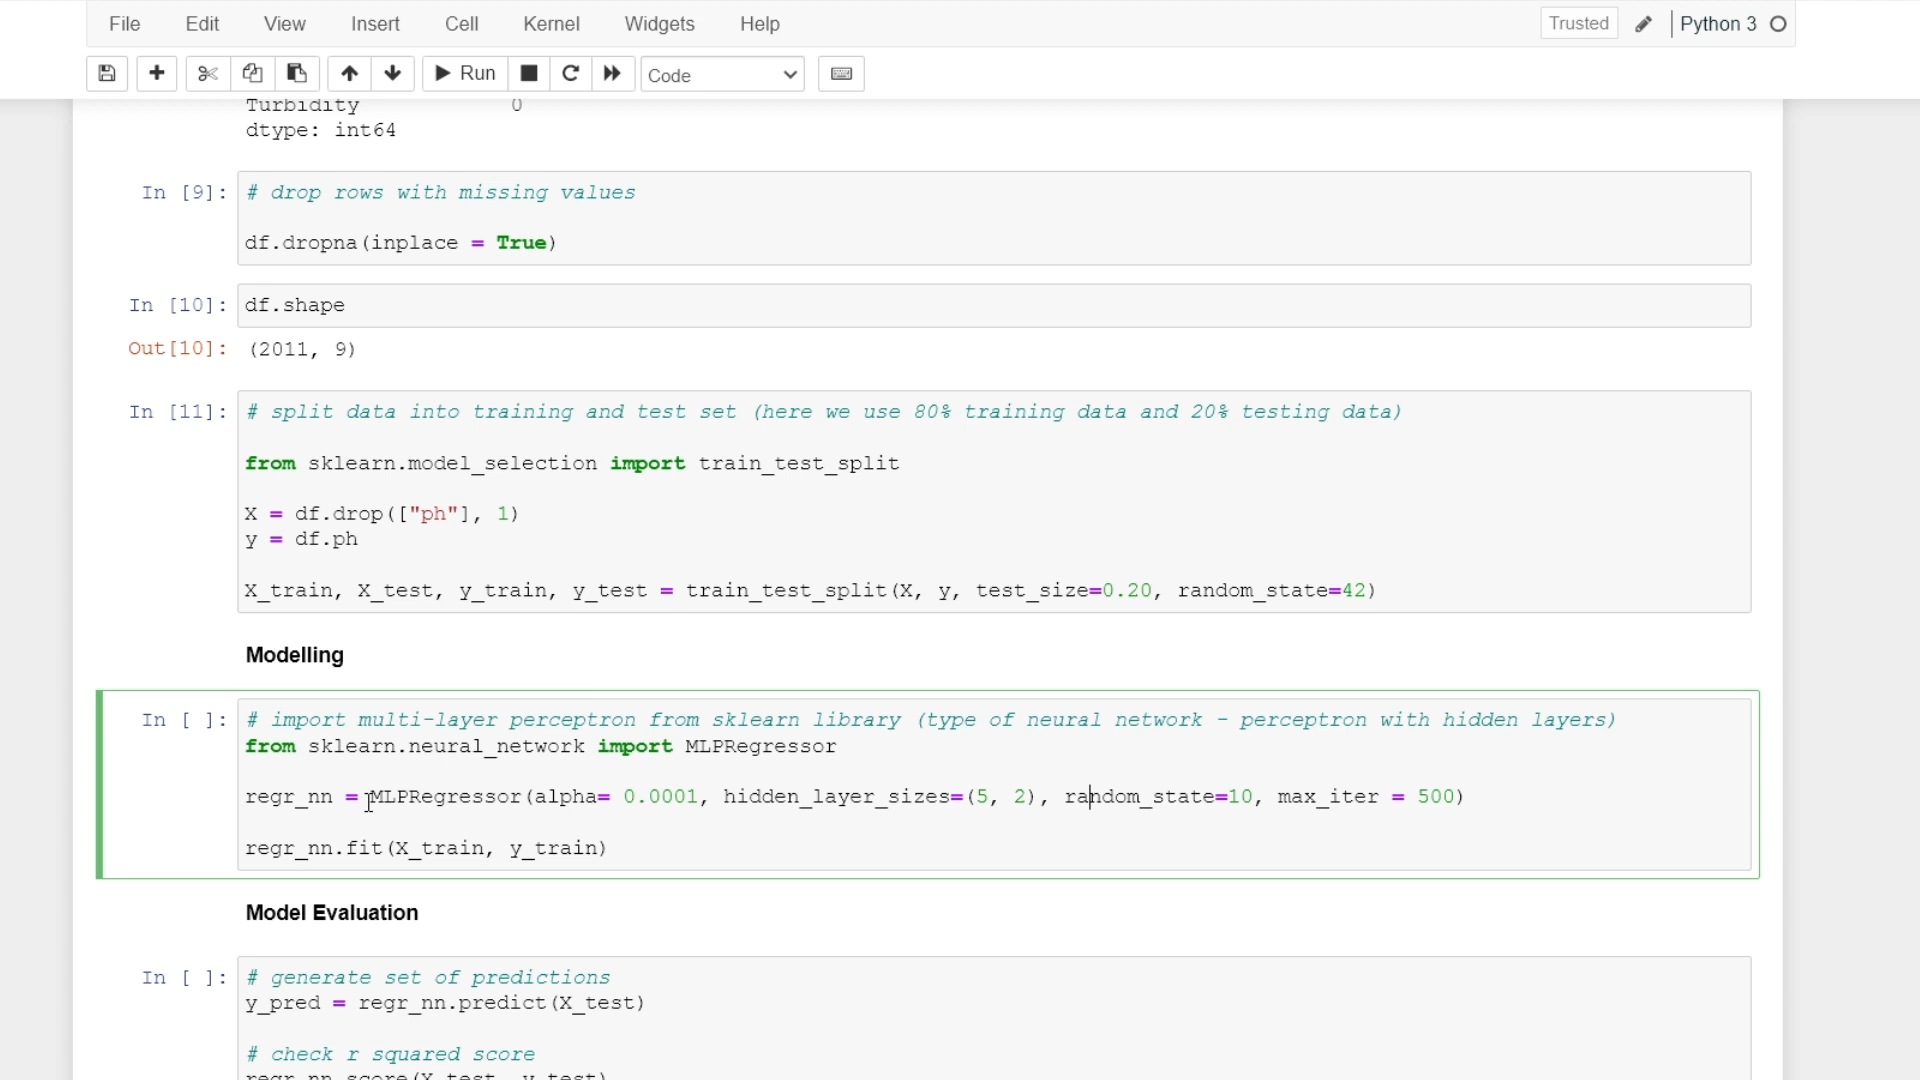 File Edit View Insert Cell Kernel Widgets Help Trusted Python 3
Run Code
Turbidity 0
dtype: int64
In [9]: # drop rows with missing values
df.dropna(inplace = True)
In [10]: df.shape
Out[10]: (2011, 9)
In [11]: # split data into training and test set (here we use 80% training data and 20% testing data)
from sklearn.model_selection import train_test_split
X = df.drop(["ph"], 1)
y = df.ph
X_train, X_test, y_train, y_test = train_test_split(X, y, test_size=0.20, random_state=42)
Modelling
In [ ]: # import multi-layer perceptron from sklearn library (type of neural network - perceptron with hidden layers)
from sklearn.neural_network import MLPRegressor
regr_nn = MLPRegressor(alpha= 0.0001, hidden_layer_sizes=(5, 2), random_state=10, max_iter = 500)
regr_nn.fit(X_train, y_train)
Model Evaluation
In [ ]: # generate set of predictions
y_pred = regr_nn.predict(X_test)
# check r squared score
regr_nn.score(X_test, y_test)